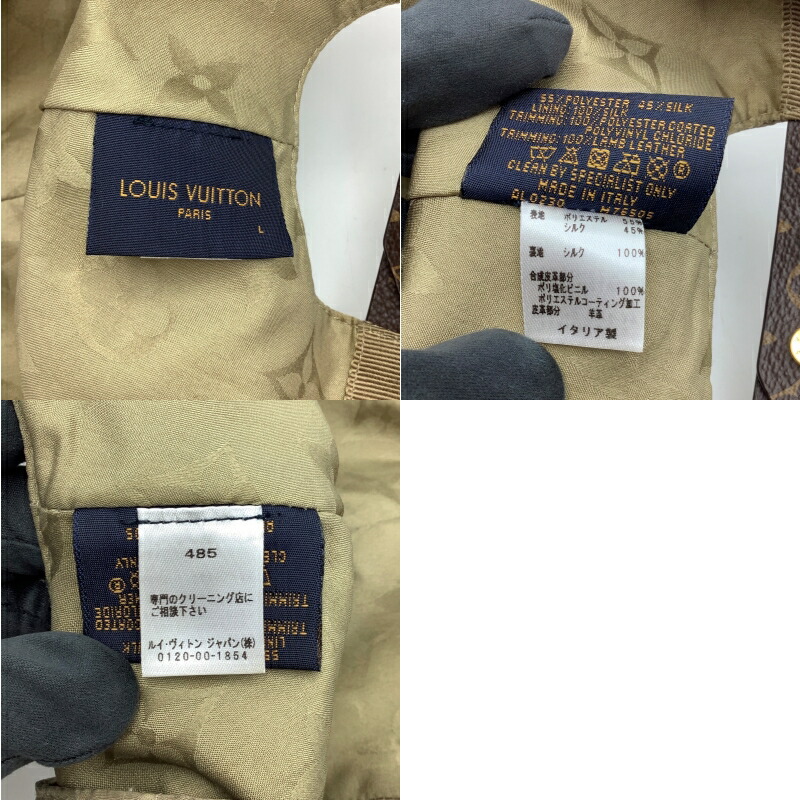 LOUIS VUITTON
PARIS
L
55%POLYESTER 45%SILK
LINING:100%SILK
TRIMMING:100%POLYESTER COATED
POLYVINYL CHLORIDE
TRIMMING:100%LAMB LEATHER
CLEAN BY SPECIALIST ONLY
MADE IN ITALY
M76505
表地 ポリエステル 55%
シルク 45%
裏地 シルク 100%
合成皮革部分
ポリ塩化ビニル 100%
ポリエステルコーティング加工
皮革部分 羊革
イタリア製
485
専門のクリーニング店に
ご相談下さい
ルイ・ヴィトン ジャパン(株)
0120-00-1854